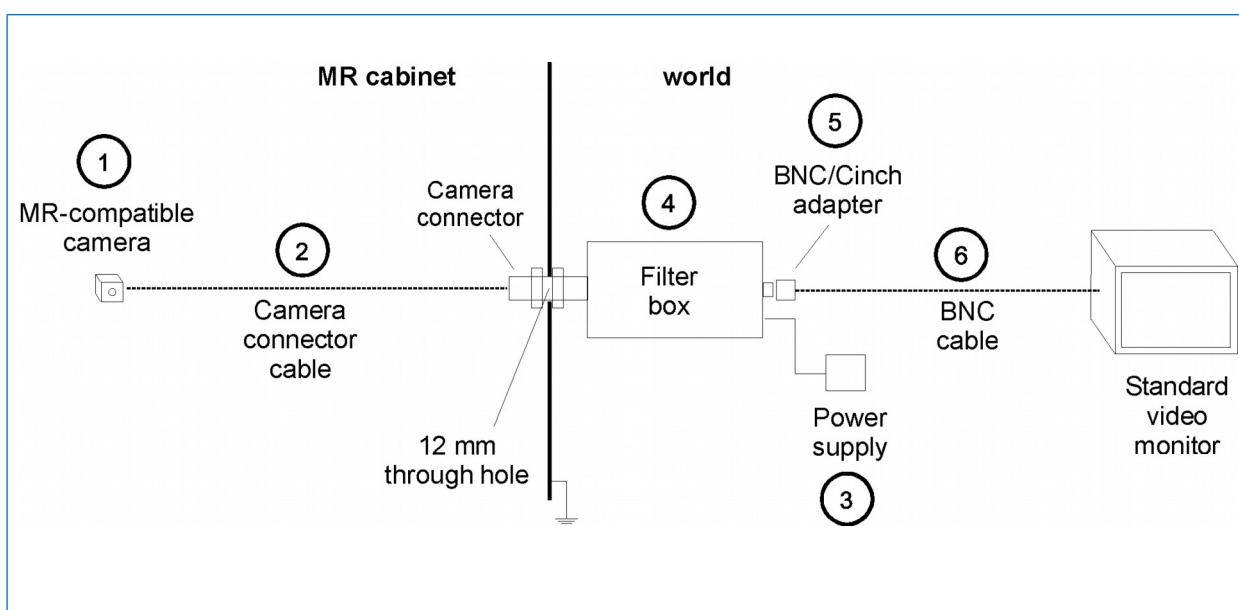 MR cabinet
world
1
MR-compatible
camera
2
Camera
connector
cable
Camera
connector
12 mm
through hole
4
Filter
box
5
BNC/Cinch
adapter
Power
supply
3
6
BNC
cable
Standard
video
monitor